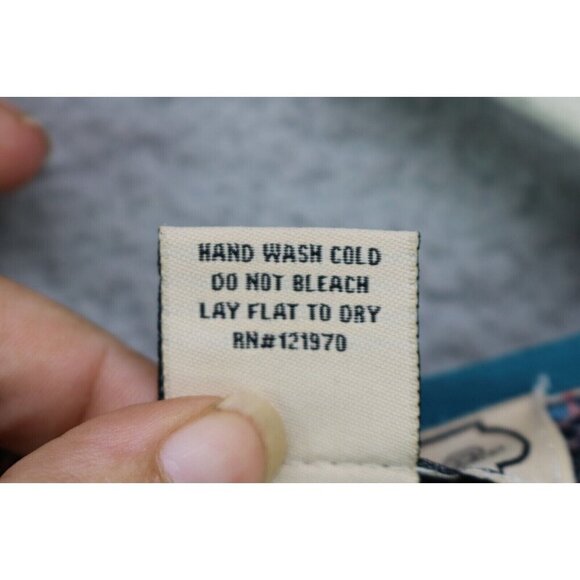 HAND WASH COLD
DO NOT BLEACH
LAY FLAT TO DRY
RN#121970